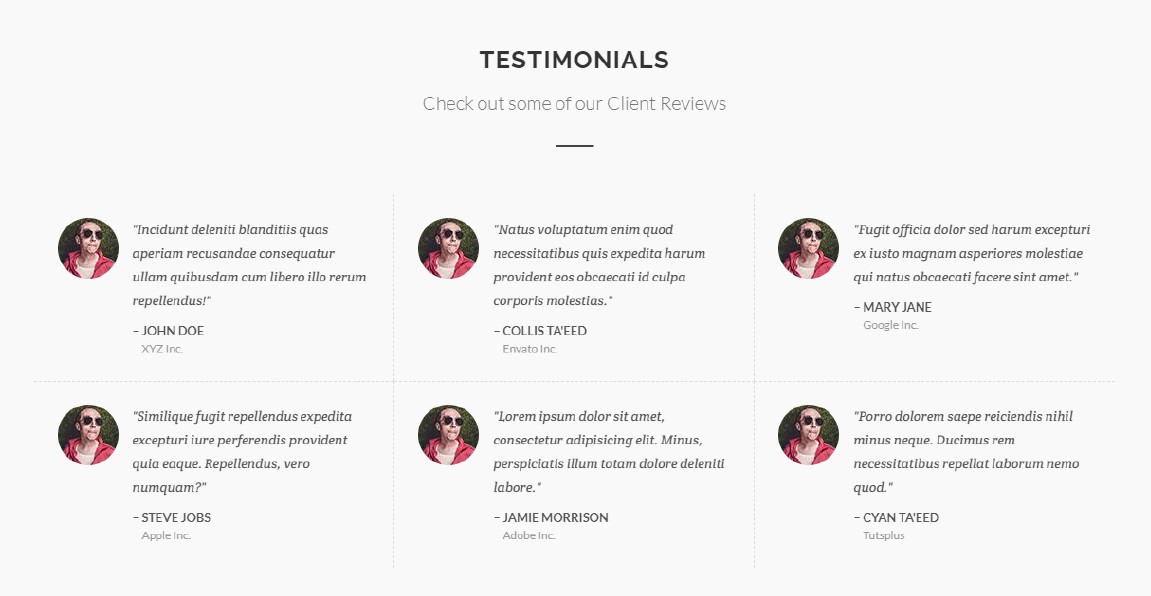 TESTIMONIALS
Check out some of our Client Reviews
"Incidunt deleniti blanditiis quas
aperiam recusandae consequatur
ullam quibusdam cum libero illo rerum
repellendus!"
– JOHN DOE
XYZ Inc.
"Natus voluptatum enim quod
necessitatibus quis expedita harum
provident eos obcaecati id culpa
corporis molestias."
– COLLIS TA'EED
Envato Inc.
"Fugit officia dolor sed harum excepturi
ex iusto magnam asperiores molestiae
qui natus obcaecati facere sint amet."
– MARY JANE
Google Inc.
"Similique fugit repellendus expedita
excepturi iure perferendis provident
quia eaque. Repellendus, vero
numquam?"
– STEVE JOBS
Apple Inc.
"Lorem ipsum dolor sit amet,
consectetur adipisicing elit. Minus,
perspiciatis illum totam dolore deleniti
labore."
– JAMIE MORRISON
Adobe Inc.
"Porro dolorem saepe reiciendis nihil
minus neque. Ducimus rem
necessitatibus repellat laborum nemo
quod."
– CYAN TA'EED
Tutsplus